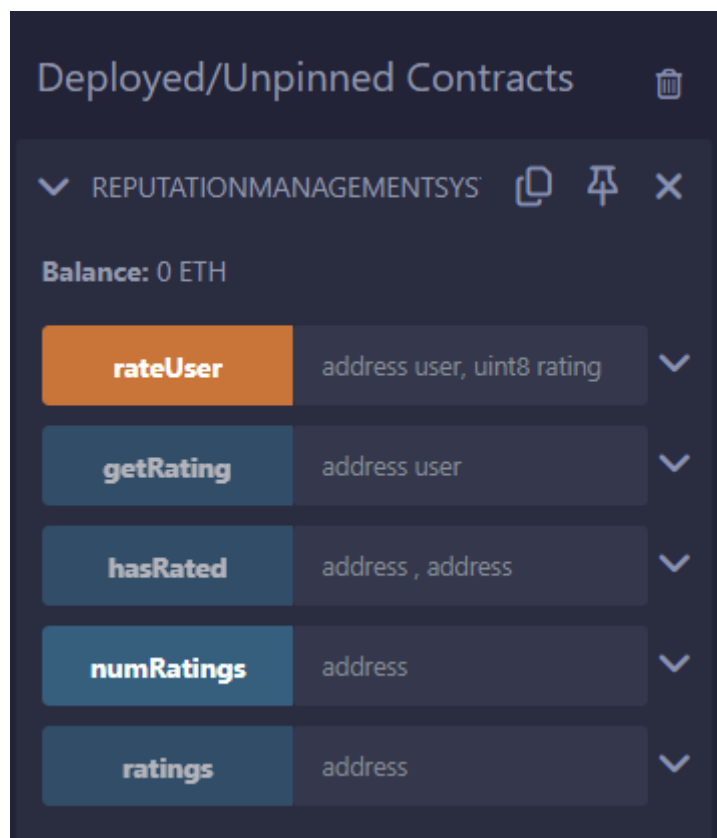 Deployed/Unpinned Contracts
REPUTATIONMANAGEMENTSYS
Balance: 0 ETH
rateUser address user, uint8 rating
getRating address user
hasRated address , address
numRatings address
ratings address